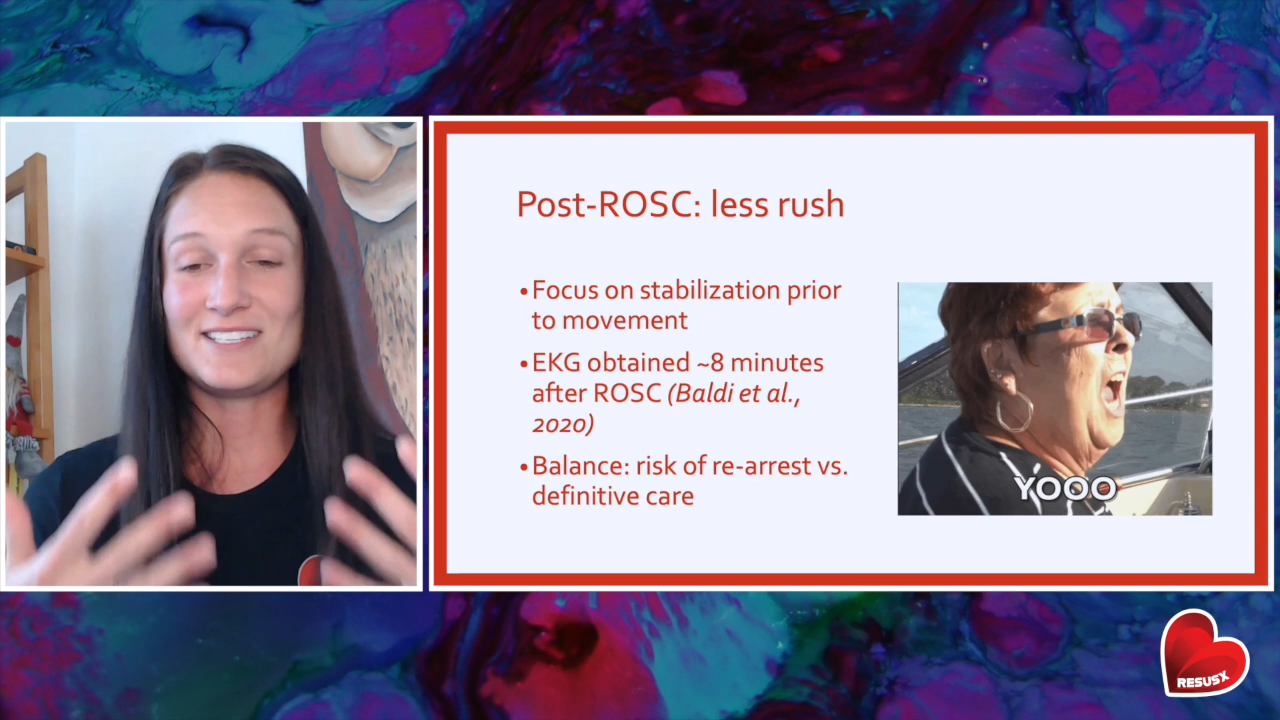 Post-ROSC: less rush
• Focus on stabilization prior
to movement
• EKG obtained ~8 minutes
after ROSC (Baldi et al.,
2020)
• Balance: risk of re-arrest vs.
definitive care
YOOO
RESUSX